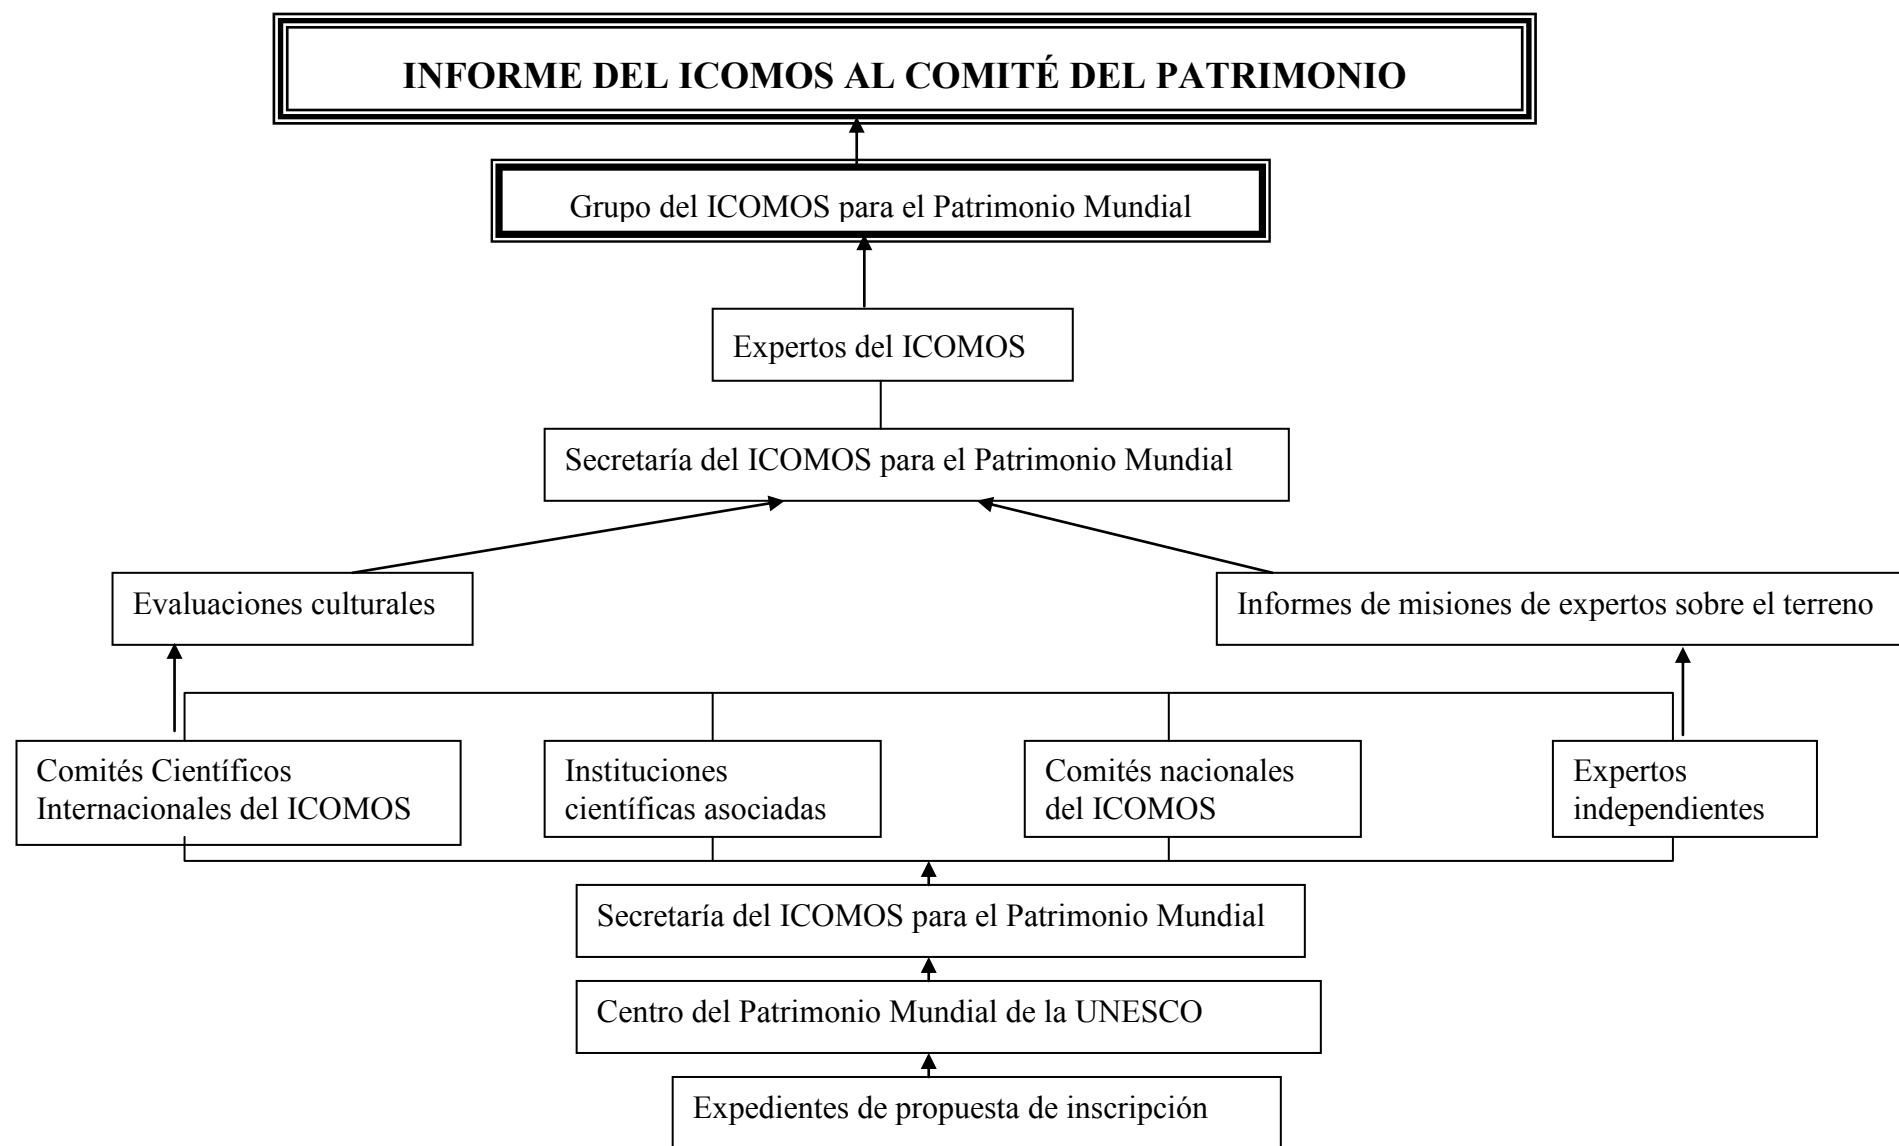 INFORME DEL ICOMOS AL COMITÉ DEL PATRIMONIO
Grupo del ICOMOS para el Patrimonio Mundial
Expertos del ICOMOS
Secretaría del ICOMOS para el Patrimonio Mundial
Evaluaciones culturales
Informes de misiones de expertos sobre el terreno
Comités Científicos
Internacionales del ICOMOS
Instituciones
científicas asociadas
Comités nacionales
del ICOMOS
Expertos
independientes
Secretaría del ICOMOS para el Patrimonio Mundial
Centro del Patrimonio Mundial de la UNESCO
Expedientes de propuesta de inscripción